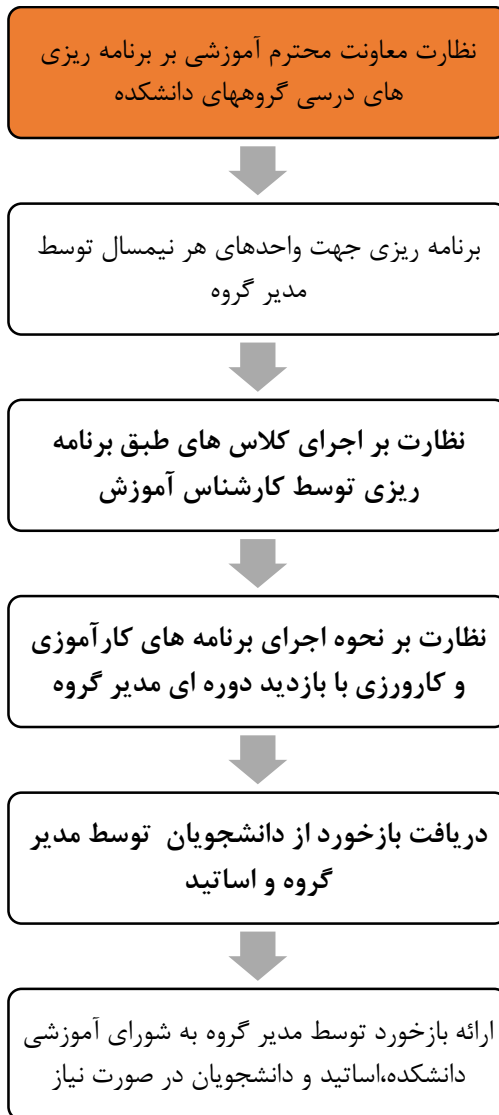 نظارت معاونت محترم آموزشی بر برنامه ریزی
های درسی گروههای دانشکده
برنامه ریزی جهت واحدهای هر نیمسال توسط
مدیر گروه
نظارت بر اجرای کلاس های طبق برنامه
ریزی توسط کارشناس آموزش
نظارت بر نحوه اجرای برنامه های کارآموزی
و کارورزی با بازدید دوره ای مدیر گروه
دریافت بازخورد از دانشجویان توسط مدیر
گروه و اساتید
ارائه بازخورد توسط مدیر گروه به شورای آموزشی
دانشکده،اساتید و دانشجویان در صورت نیاز